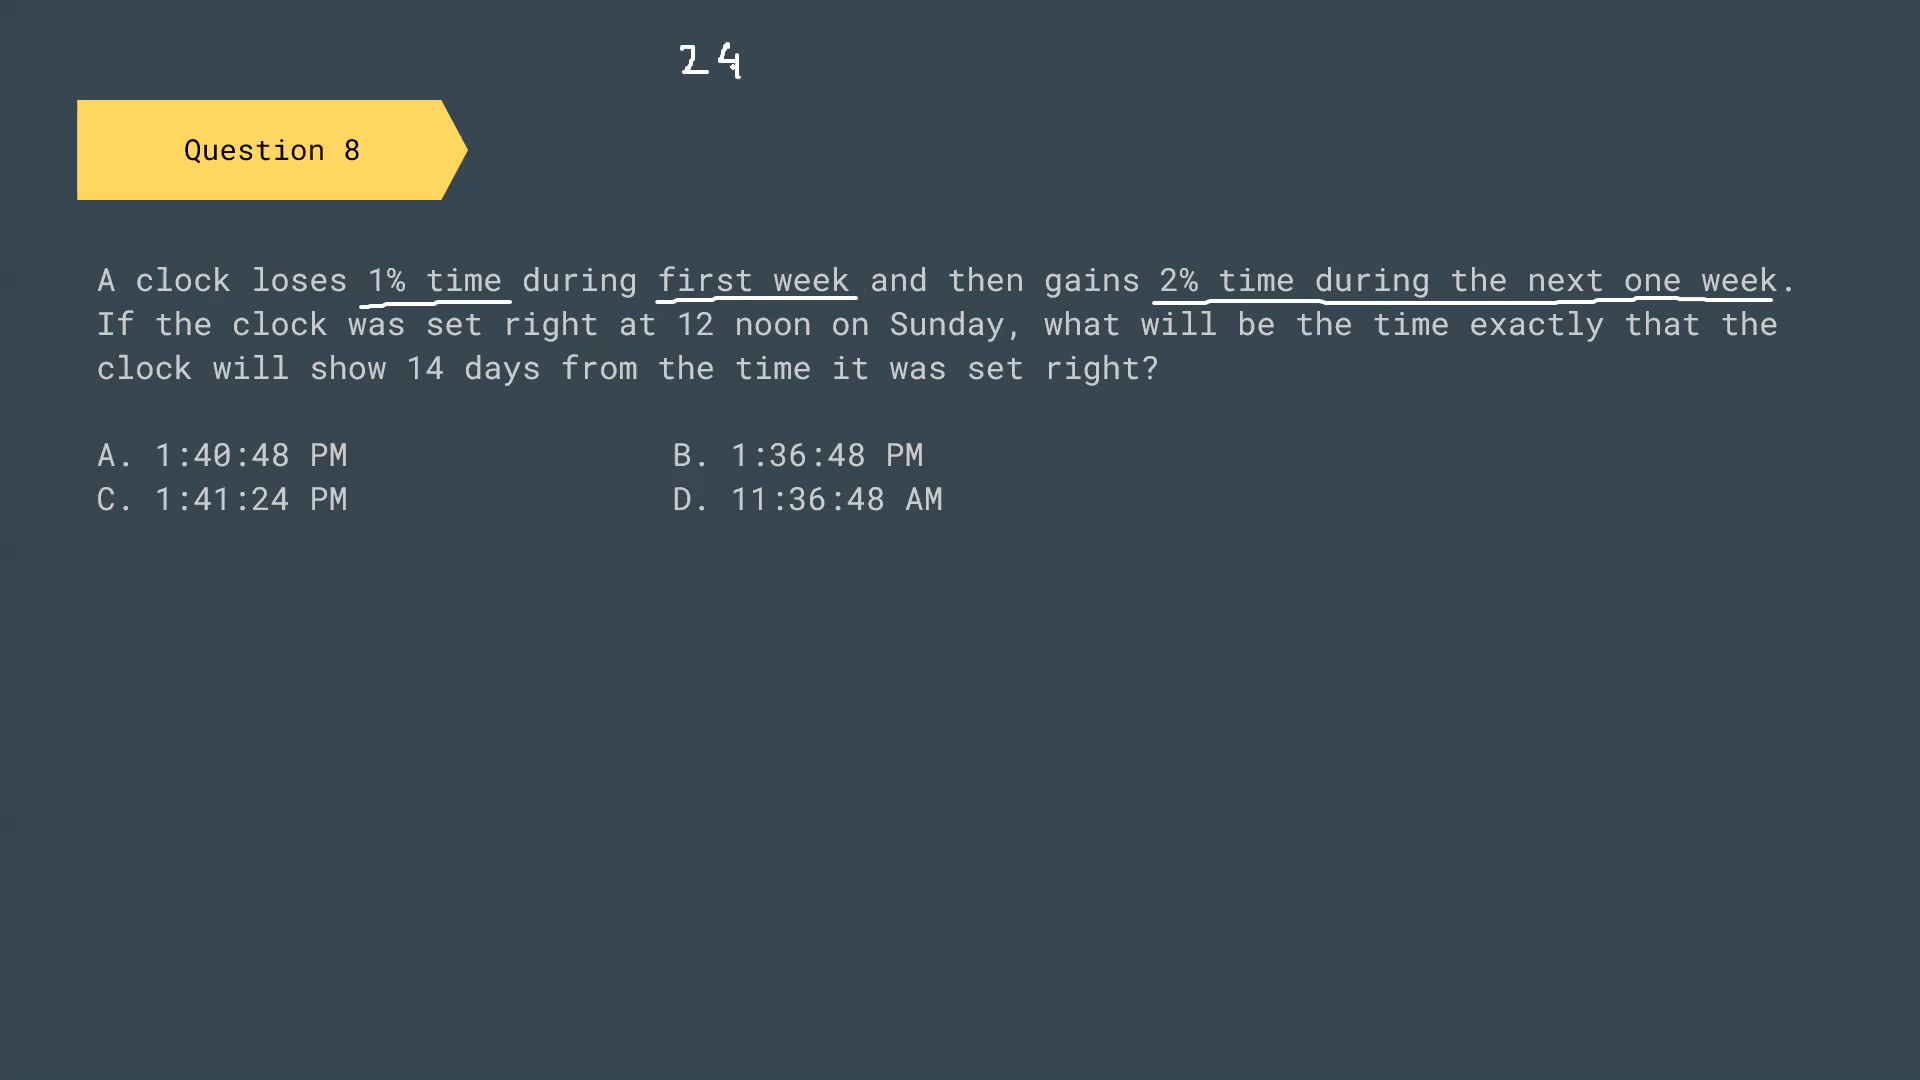 24
Question 8
A clock loses 1% time during first week and then gains 2% time during the next one week.
If the clock was set right at 12 noon on Sunday, what will be the time exactly that the
clock will show 14 days from the time it was set right?
A. 1:40:48 PM
B. 1:36:48 PM
C. 1:41:24 PM
D. 11:36:48 AM